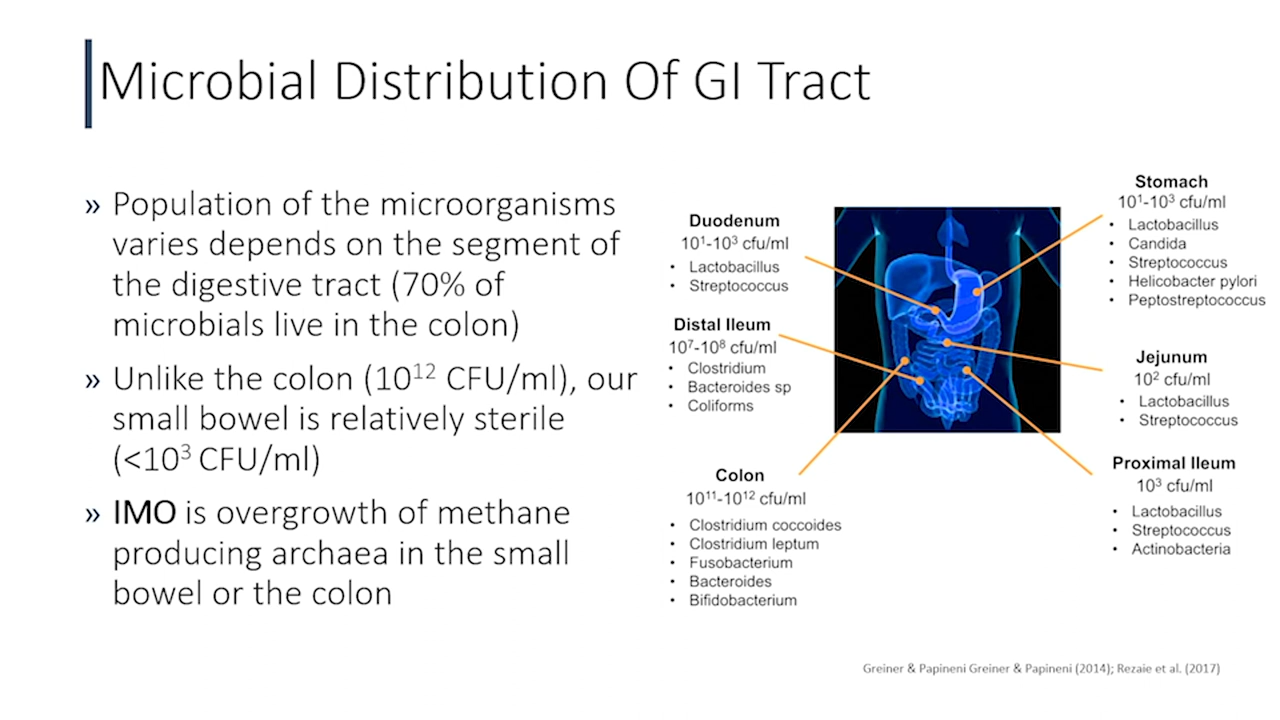 Microbial Distribution Of GI Tract
» Population of the microorganisms
varies depends on the segment of
the digestive tract (70% of
microbials live in the colon)
» Unlike the colon (10¹² CFU/ml), our
small bowel is relatively sterile
(<10³ CFU/ml)
» IMO is overgrowth of methane
producing archaea in the small
bowel or the colon
Duodenum
10¹-10³ cfu/ml
• Lactobacillus
• Streptococcus
Distal Ileum
10⁷-10⁸ cfu/ml
• Clostridium
• Bacteroides sp
• Coliforms
Colon
10¹¹-10¹² cfu/ml
• Clostridium coccoides
• Clostridium leptum
• Fusobacterium
• Bacteroides
• Bifidobacterium
Stomach
10¹-10³ cfu/ml
• Lactobacillus
• Candida
• Streptococcus
• Helicobacter pylori
• Peptostreptococcus
Jejunum
10² cfu/ml
• Lactobacillus
• Streptococcus
Proximal Ileum
10³ cfu/ml
• Lactobacillus
• Streptococcus
• Actinobacteria
Greiner & Papineni Greiner & Papineni (2014); Rezaie et al. (2017)